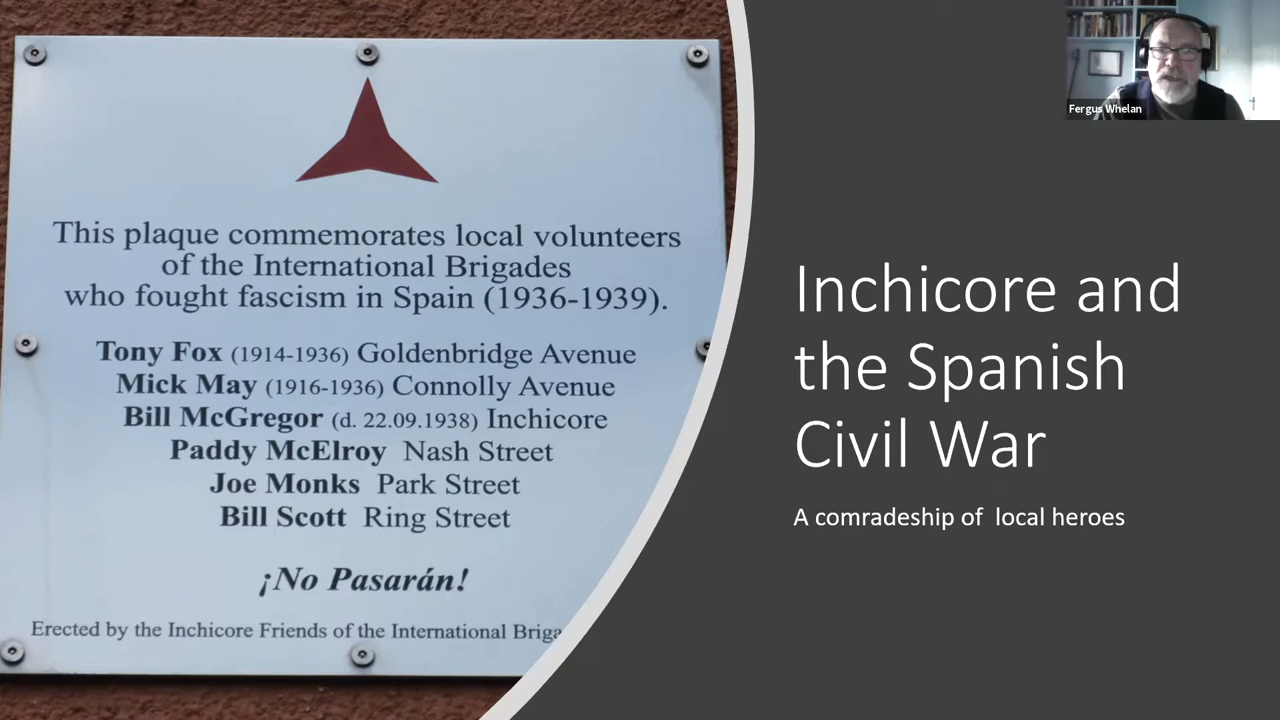 This plaque commemorates local volunteers
of the International Brigades
who fought fascism in Spain (1936-1939).
Tony Fox (1914-1936) Goldenbridge Avenue
Mick May (1916-1936) Connolly Avenue
Bill McGregor (d. 22.09.1938) Inchicore
Paddy McElroy Nash Street
Joe Monks Park Street
Bill Scott Ring Street
¡No Pasarán!
Erected by the Inchicore Friends of the International Briga
Inchicore and
the Spanish
Civil War
A comradeship of local heroes
Fergus Whelan